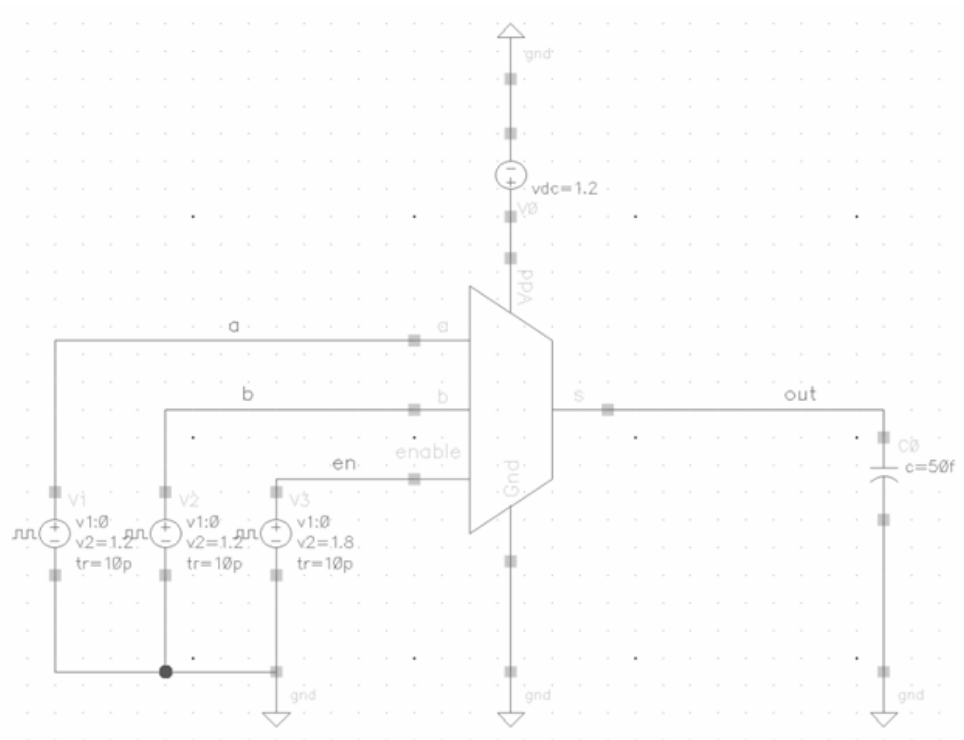 gnd
vdc=1.2
V0
Vdd
a
a
b
b
s
out
enable
en
Gnd
C0
c=50f
V1
v1:0
v2=1.2
tr=10p
V2
v1:0
v2=1.2
tr=10p
V3
v1:0
v2=1.8
tr=10p
gnd
gnd
gnd